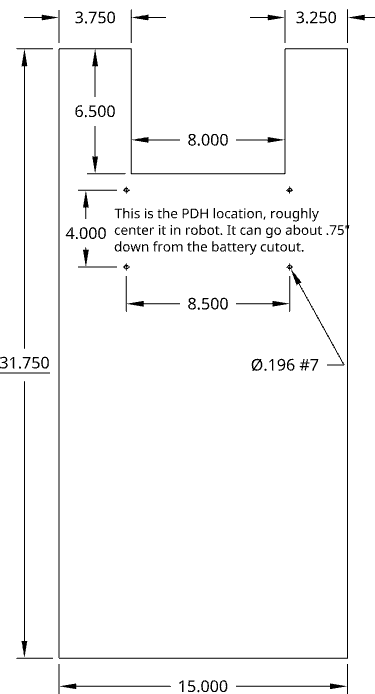 3.750
3.250
6.500
8.000
This is the PDH location, roughly
4.000 center it in robot. It can go about .75"
down from the battery cutout.
8.500
31.750
Ø.196 #7
15.000